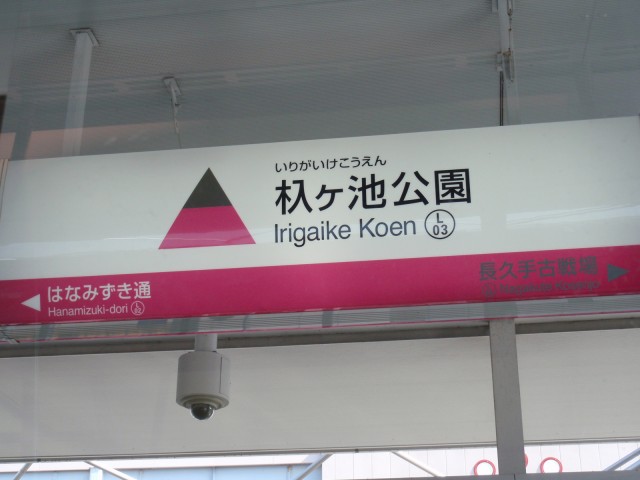 いりがいけこうえん
杁ヶ池公園
Irigaike Koen L 03
はなみずき通
Hanamizuki-dori
長久手古戦場